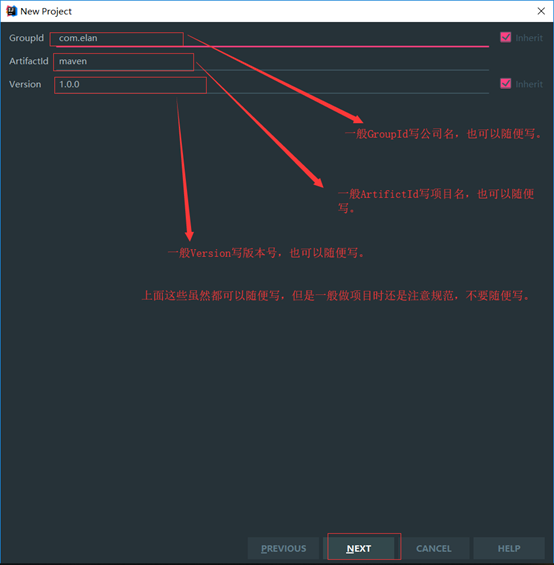 New Project
GroupId com.elan Inherit
ArtifactId maven
Version 1.0.0 Inherit
一般GroupId写公司名，也可以随便写。
一般ArtifictId写项目名，也可以随便
写。
一般Version写版本号，也可以随便写。
上面这些虽然都可以随便写，但是一般做项目时还是注意规范，不要随便写。
PREVIOUS NEXT CANCEL HELP